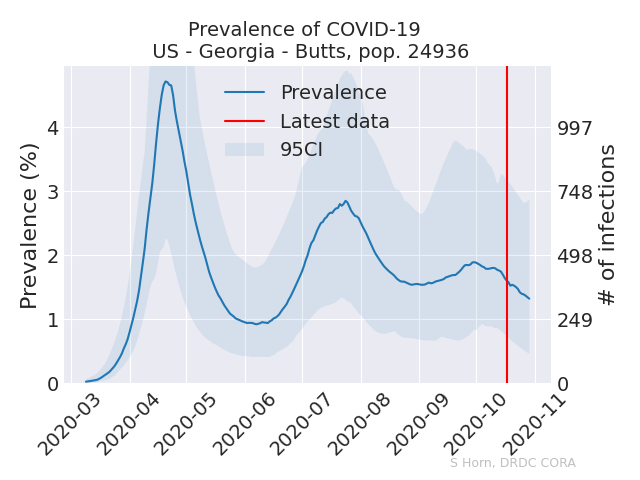 Prevalence of COVID-19
US - Georgia - Butts, pop. 24936
Prevalence
Latest data
95CI
Prevalence (%)
4
3
2
1
0
997
748
498
249
0
# of infections
2020-03
2020-04
2020-05
2020-06
2020-07
2020-08
2020-09
2020-10
2020-11
S Horn, DRDC CORA